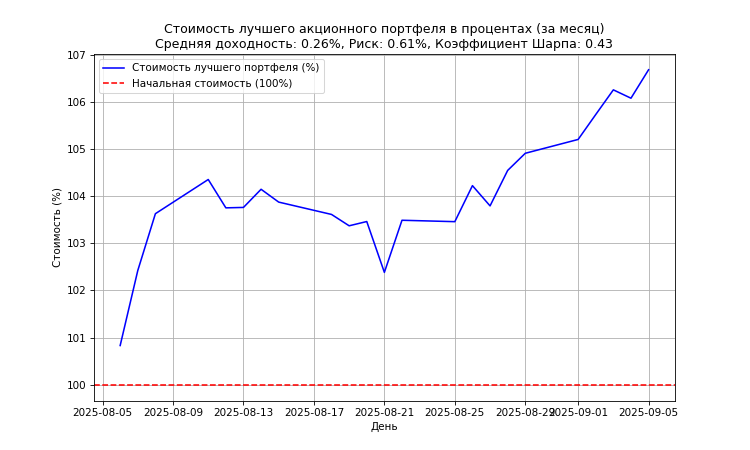 Стоимость лучшего акционного портфеля в процентах (за месяц)
Средняя доходность: 0.26%, Риск: 0.61%, Коэффициент Шарпа: 0.43
Стоимость лучшего портфеля (%)
Начальная стоимость (100%)
Стоимость (%)
107
106
105
104
103
102
101
100
2025-08-05 2025-08-09 2025-08-13 2025-08-17 2025-08-21 2025-08-25 2025-08-29 2025-09-01 2025-09-05
День